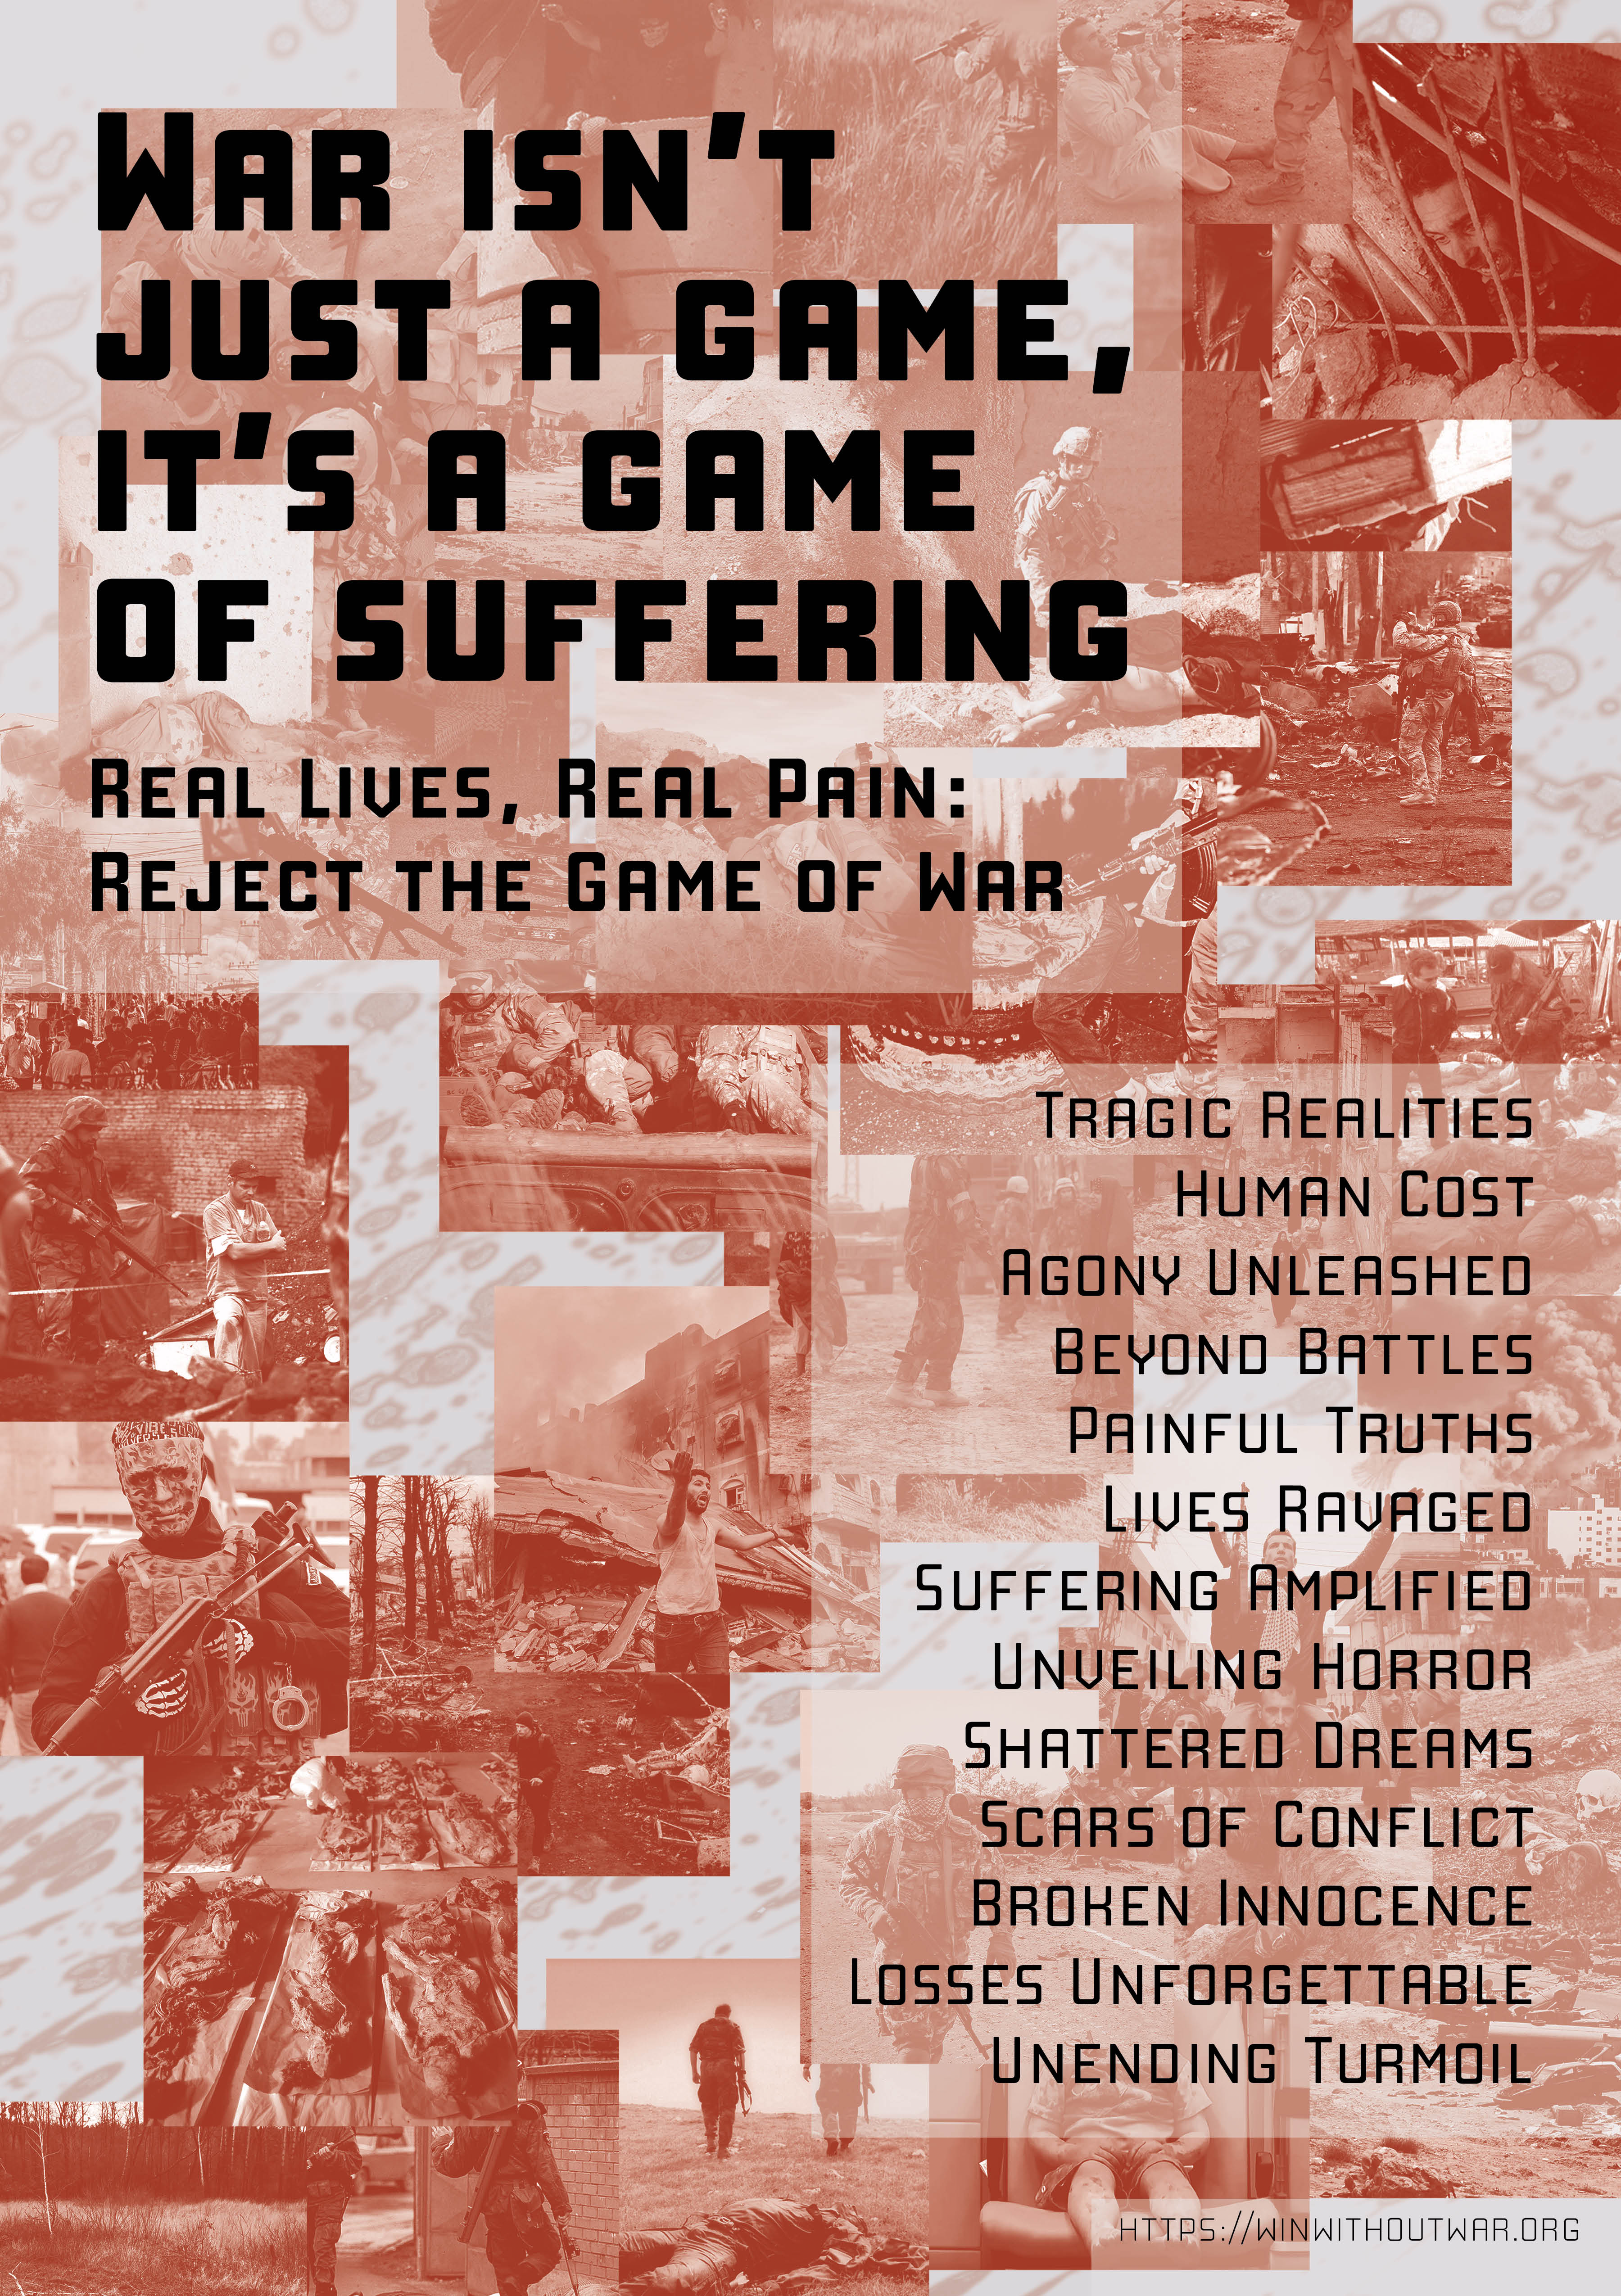 War isn't
just a game,
it's a game
of suffering
Real Lives, Real Pain:
Reject the Game of War
Tragic Realities
Human Cost
Agony Unleashed
Beyond Battles
Painful Truths
Lives Ravaged
Suffering Amplified
Unveiling Horror
Shattered Dreams
Scars of Conflict
Broken Innocence
Losses Unforgettable
Unending Turmoil
https://winwithoutwar.org